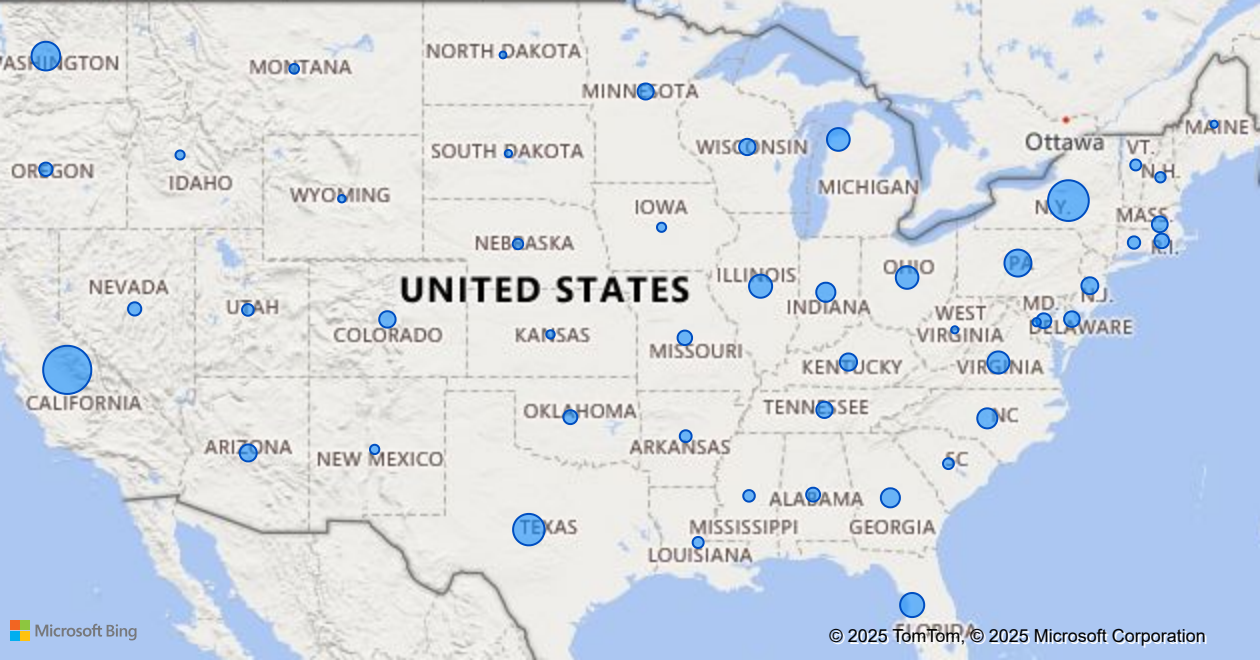 WASHINGTON
MONTANA
NORTH DAKOTA
MINNESOTA
MAINE
Ottawa
VT.
N.H.
OREGON
IDAHO
SOUTH DAKOTA
WISCONSIN
WYOMING
MICHIGAN
IOWA
N.Y.
MASS.
R.I.
NEBRASKA
NEVADA
UTAH
UNITED STATES
ILLINOIS
OHIO
PA
INDIANA
COLORADO
KANSAS
MISSOURI
WEST
VIRGINIA
MD.
N.J.
DELAWARE
KENTUCKY
VIRGINIA
CALIFORNIA
OKLAHOMA
TENNESSEE
NC
ARIZONA
NEW MEXICO
ARKANSAS
SC
ALABAMA
TEXAS
MISSISSIPPI
GEORGIA
LOUISIANA
FLORIDA
Microsoft Bing
© 2025 TomTom, © 2025 Microsoft Corporation